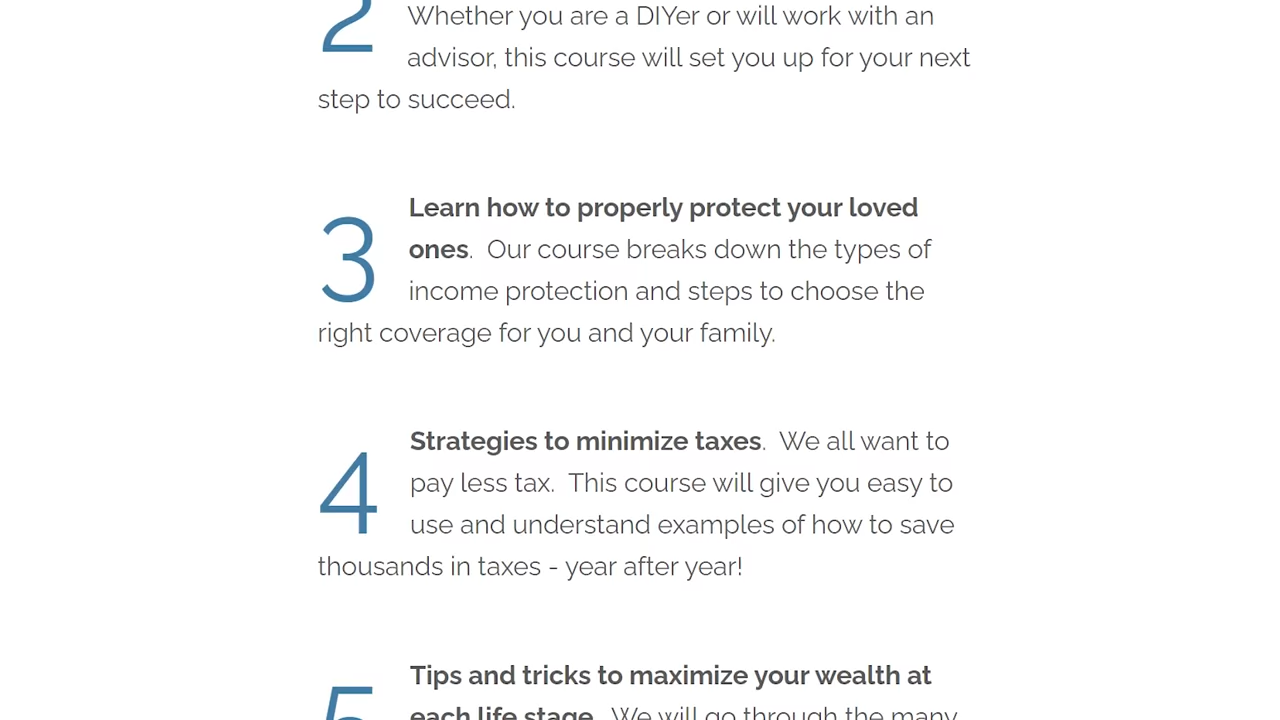 2 Whether you are a DIYer or will work with an
advisor, this course will set you up for your next
step to succeed.
Learn how to properly protect your loved
3 ones. Our course breaks down the types of
income protection and steps to choose the
right coverage for you and your family.
Strategies to minimize taxes. We all want to
4 pay less tax. This course will give you easy to
use and understand examples of how to save
thousands in taxes - year after year!
Tips and tricks to maximize your wealth at
5 each life stage. We will go through the many